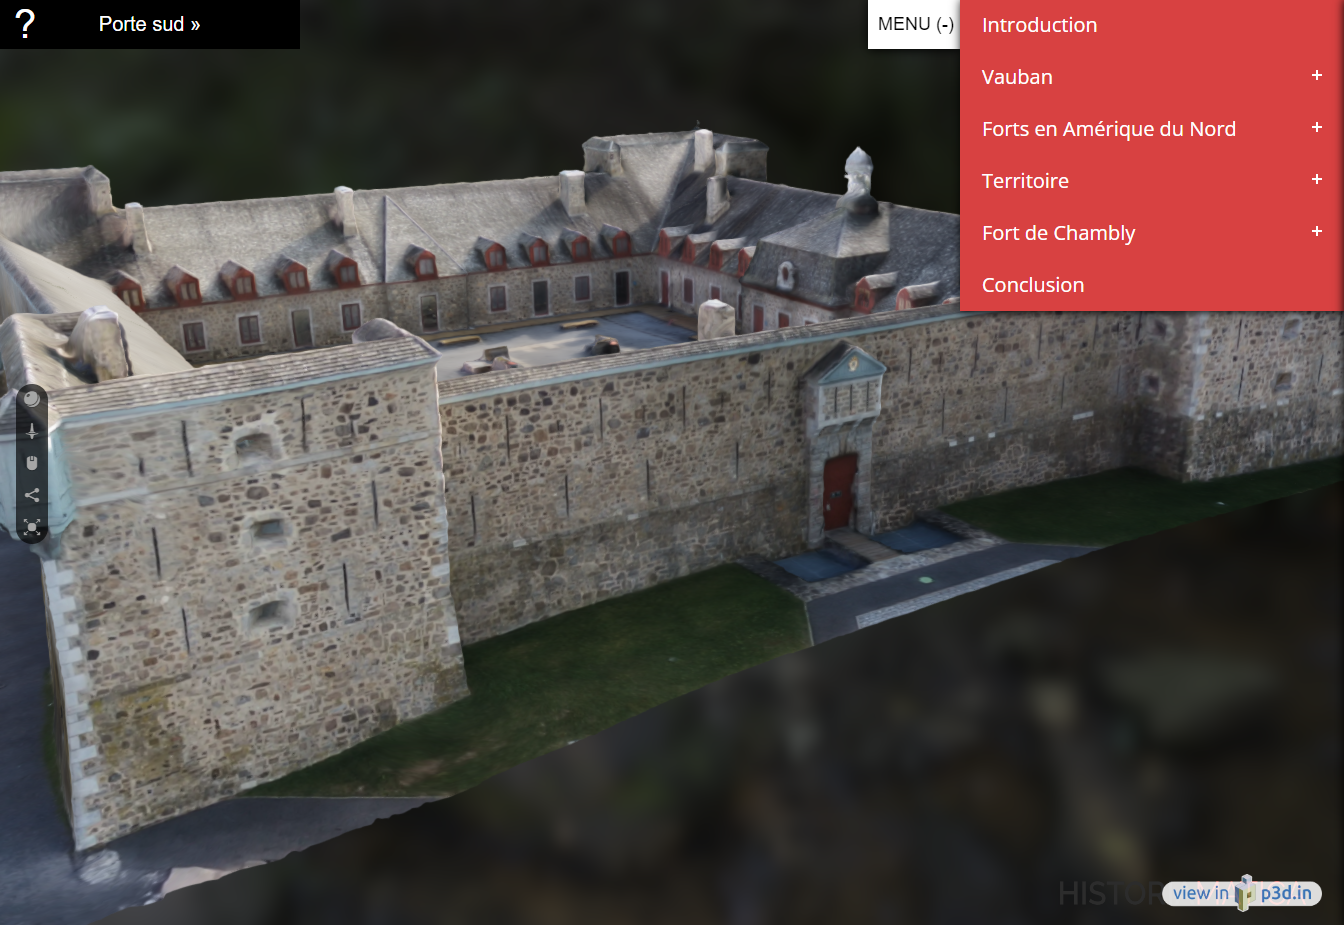 ?
Porte sud »
MENU (-)
Introduction
Vauban +
Forts en Amérique du Nord +
Territoire +
Fort de Chambly +
Conclusion
HISTOR
view in p3d.in